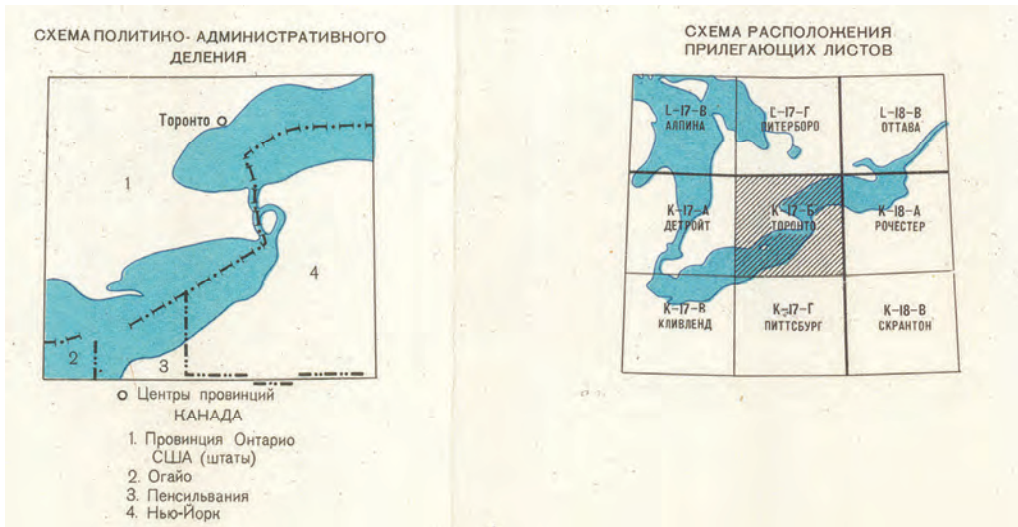 СХЕМА ПОЛИТИКО- АДМИНИСТРАТИВНОГО
ДЕЛЕНИЯ
Торонто
1
4
2
3
Центры провинций
КАНАДА
1. Провинция Онтарио
США (штаты)
2. Огайо
3. Пенсильвания
4. Нью-Йорк
СХЕМА РАСПОЛОЖЕНИЯ
ПРИЛЕГАЮЩИХ ЛИСТОВ
L-17-В
АЛПИНА
L-17-Г
ПИТЕРБОРО
L-18-В
ОТТАВА
К-17-А
ДЕТРОЙТ
К-17-Б
ТОРОНТО
К-18-А
РОЧЕСТЕР
К-17-В
КЛИВЛЕНД
К-17-Г
ПИТТСБУРГ
К-18-В
СКРАНТОН